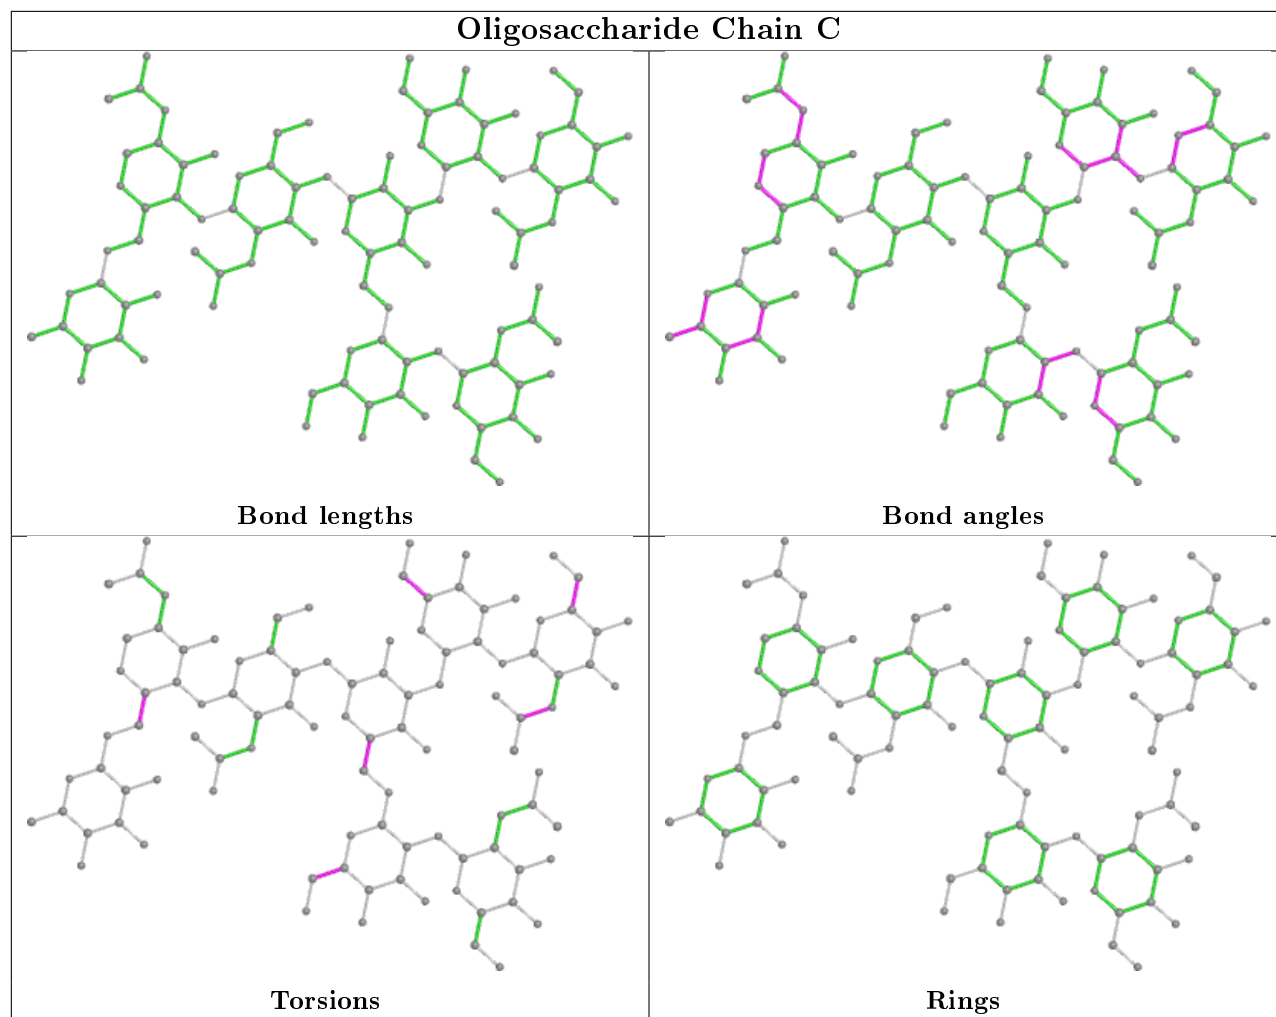 Oligosaccharide Chain C
Bond lengths
Bond angles
Torsions
Rings